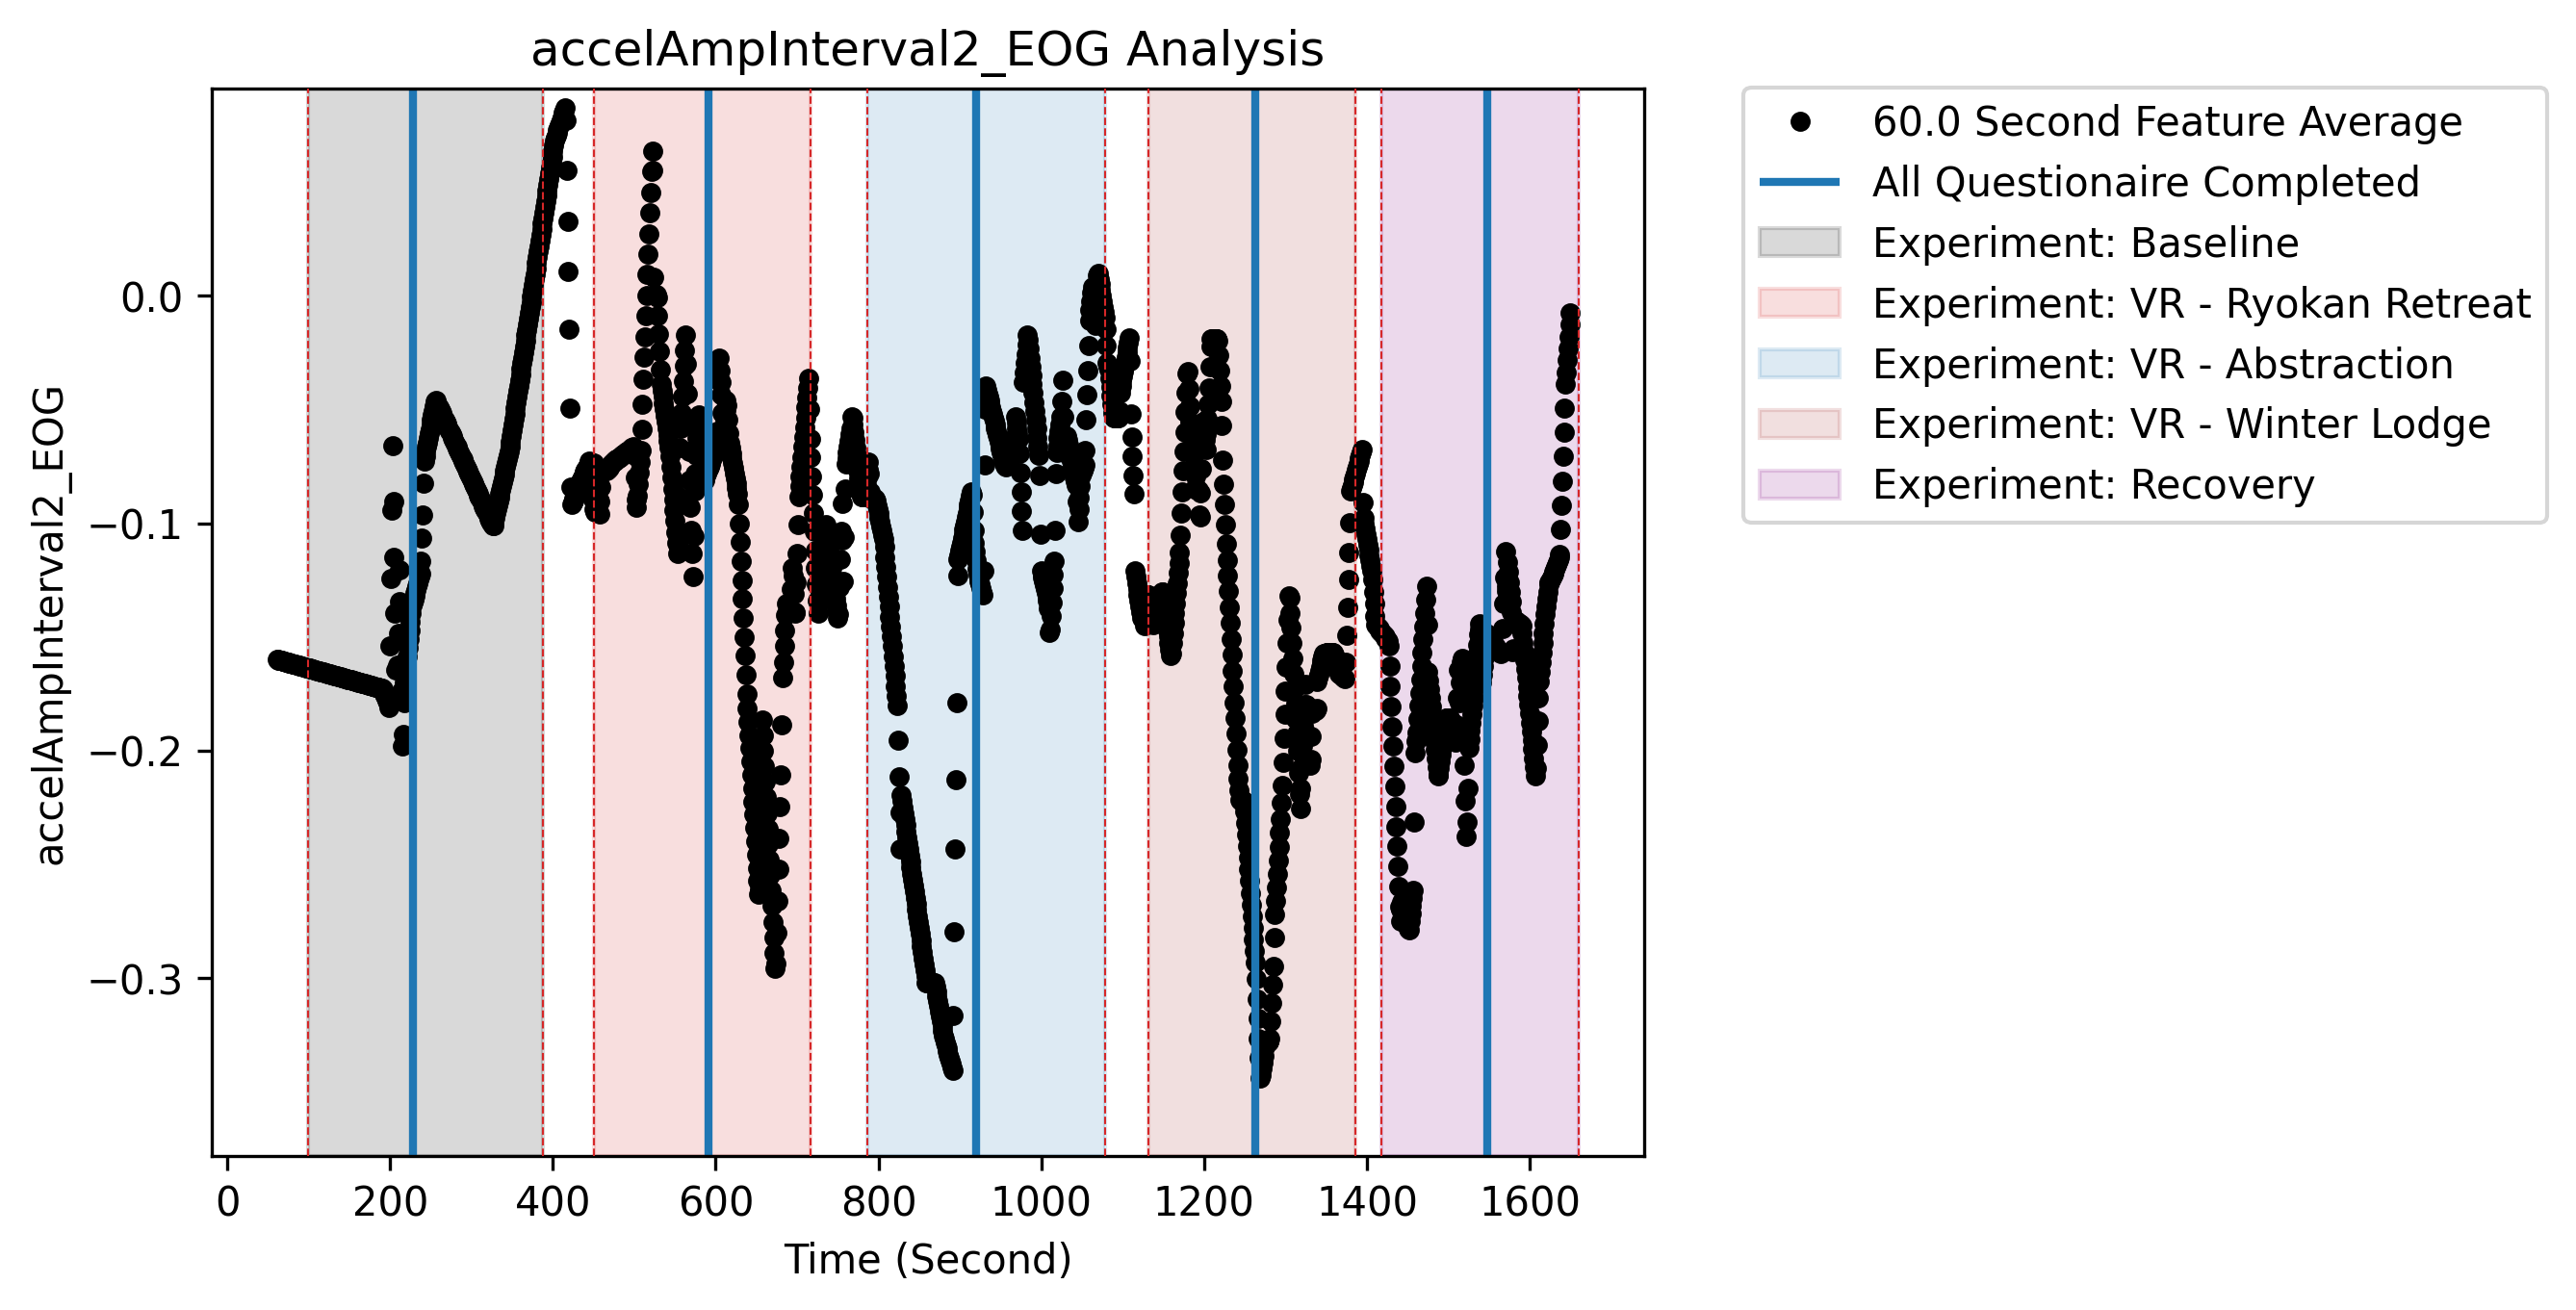 accelAmpInterval2_EOG Analysis
accelAmpInterval2_EOG
0.0
−0.1
−0.2
−0.3
0 200 400 600 800 1000 1200 1400 1600
Time (Second)
60.0 Second Feature Average
All Questionaire Completed
Experiment: Baseline
Experiment: VR - Ryokan Retreat
Experiment: VR - Abstraction
Experiment: VR - Winter Lodge
Experiment: Recovery